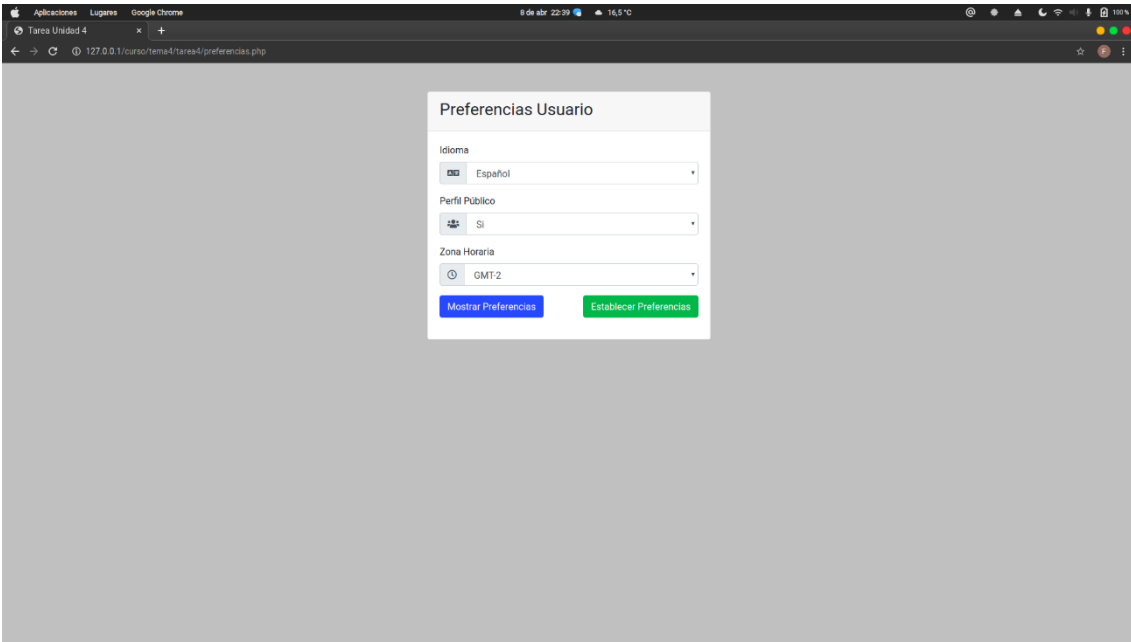 Aplicaciones Lugares Google Chrome 8 de abr 22:39 16,5 °C 100 %
Tarea Unidad 4 × +
127.0.0.1/curso/tema4/tarea4/preferencias.php F
Preferencias Usuario
Idioma
Español
Perfil Público
Si
Zona Horaria
GMT-2
Mostrar Preferencias Establecer Preferencias